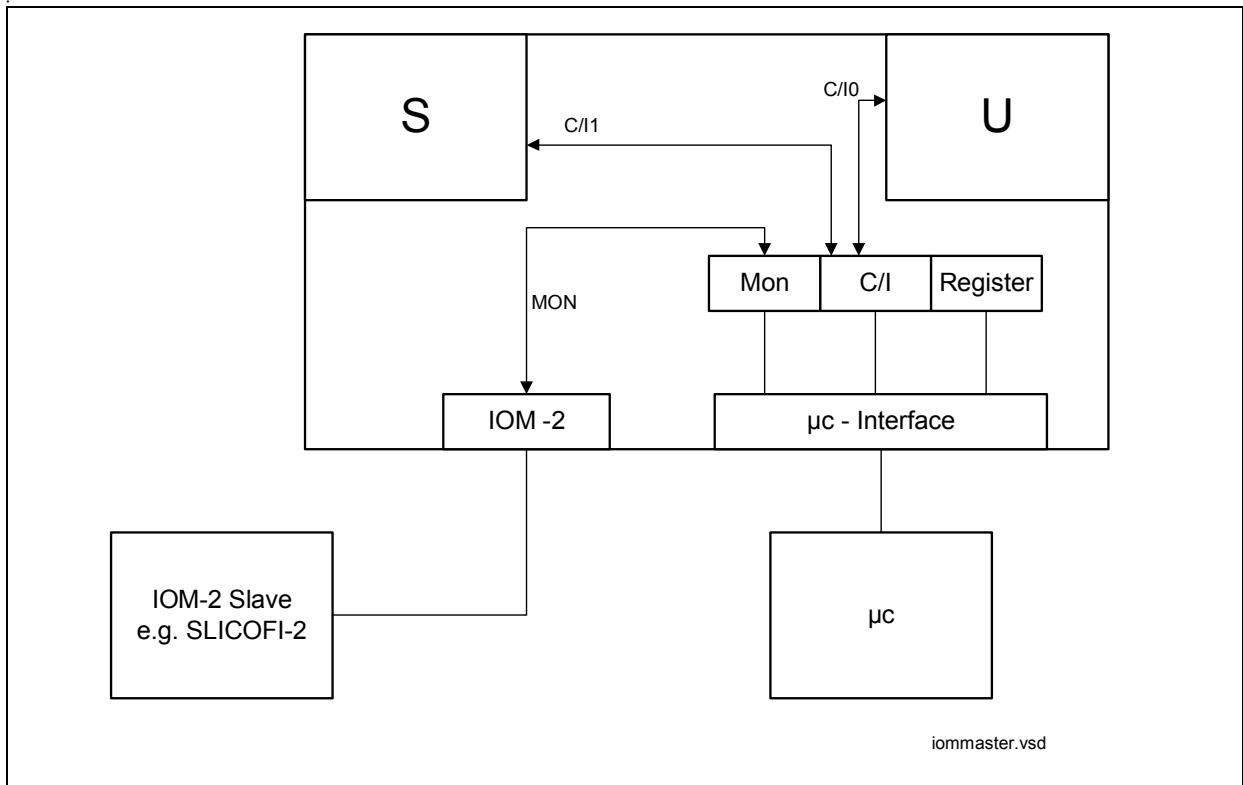 S
U
C/I0
C/I1
Mon
C/I
Register
MON
IOM -2
µc - Interface
IOM-2 Slave
e.g. SLICOFI-2
µc
iommaster.vsd